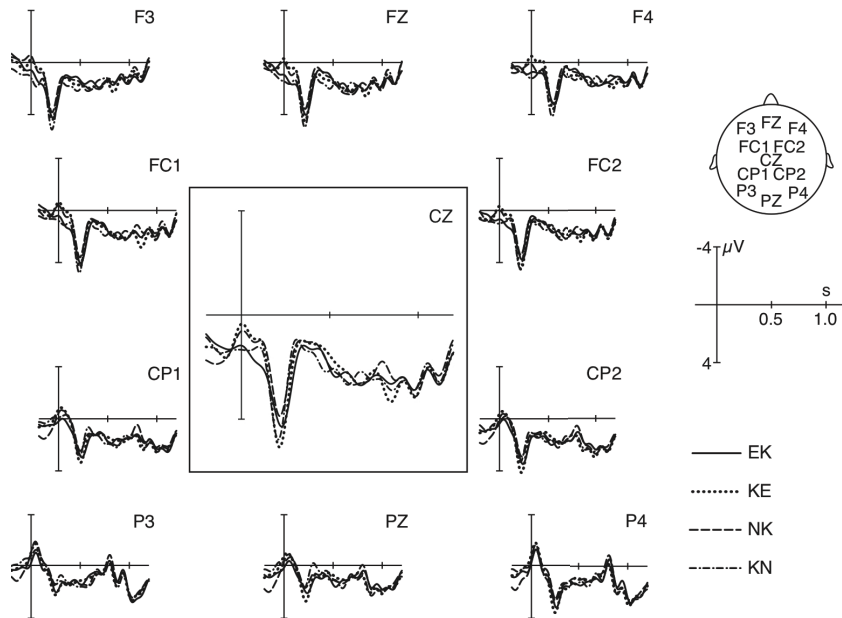 F3
FZ
F4
FC1
FC2
CZ
CP1
CP2
P3
PZ
P4
F3 FZ F4
FC1 FC2
CZ
CP1 CP2
P3 PZ P4
-4 µV
s
0.5 1.0
4
EK
KE
NK
KN